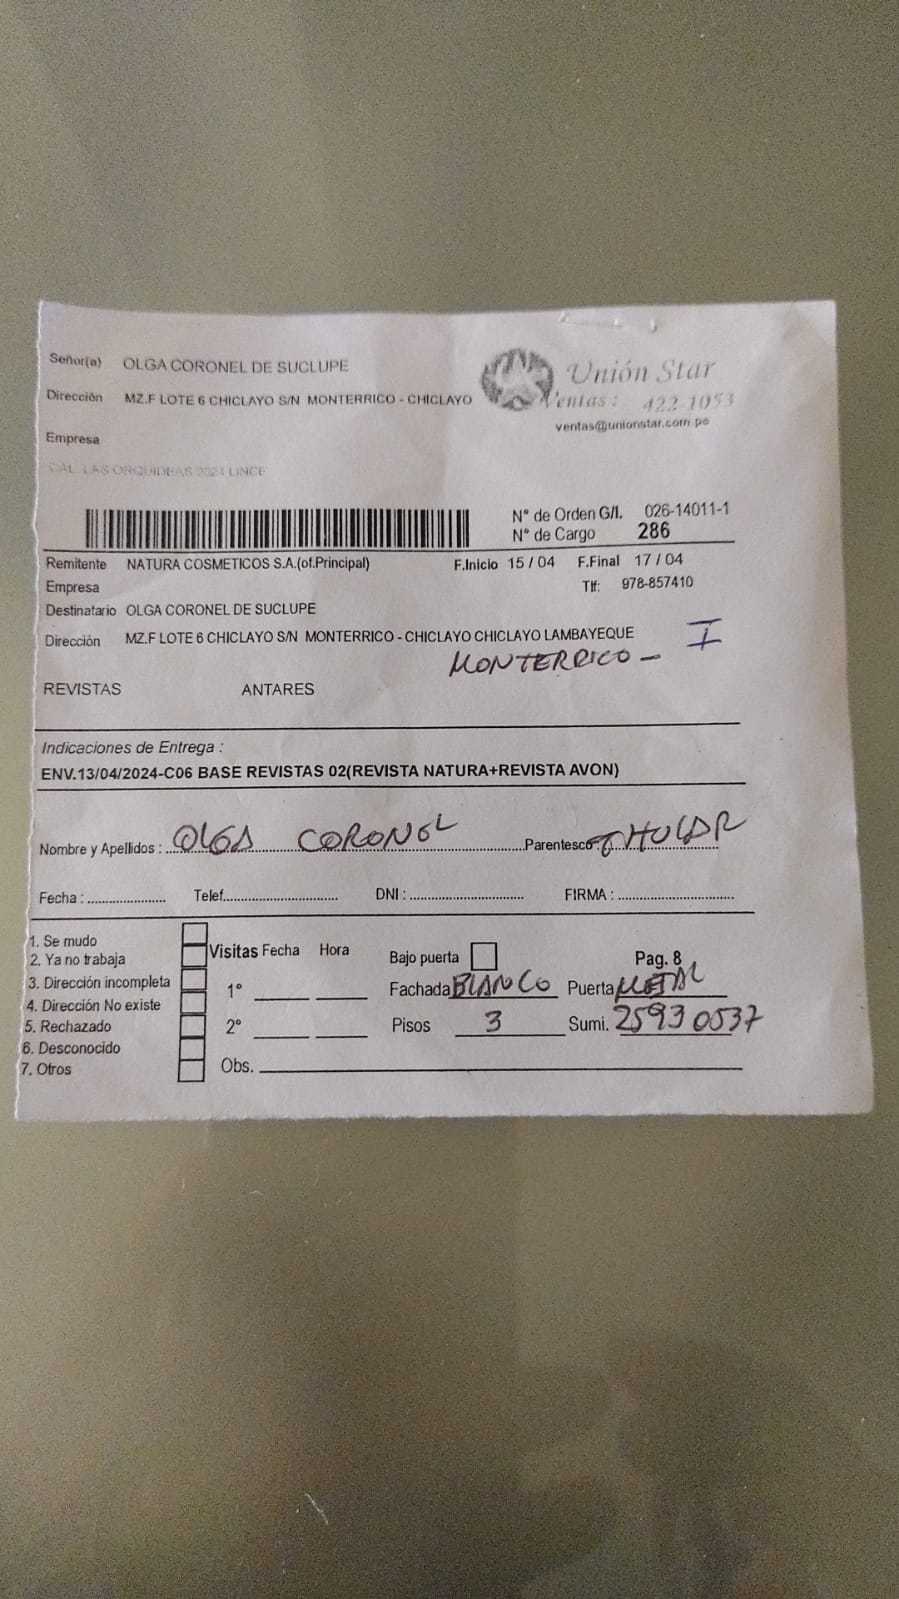 Señor(a) OLGA CORONEL DE SUCLUPE
Dirección MZ.F LOTE 6 CHICLAYO S/N MONTERRICO - CHICLAYO
Empresa
CAL. LAS ORQUIDEAS 2024 LINCE
Unión Star
Ventas: 422-1053
ventas@unionstar.com.pe
N° de Orden G/I. 026-14011-1
N° de Cargo 286
Remitente NATURA COSMETICOS S.A.(of.Principal) F.Inicio 15 / 04 F.Final 17 / 04
Empresa Tlf: 978-857410
Destinatario OLGA CORONEL DE SUCLUPE
Dirección MZ.F LOTE 6 CHICLAYO S/N MONTERRICO - CHICLAYO CHICLAYO LAMBAYEQUE I
MONTERRICO -
REVISTAS ANTARES
Indicaciones de Entrega :
ENV.13/04/2024-C06 BASE REVISTAS 02(REVISTA NATURA+REVISTA AVON)
Nombre y Apellidos : OLGA CORONEL Parentesco
Fecha : Telef. DNI : FIRMA :
1. Se mudo
2. Ya no trabaja
3. Dirección incompleta
4. Dirección No existe
5. Rechazado
6. Desconocido
7. Otros
Visitas Fecha Hora
1°
2°
Obs.
Bajo puerta Pag. 8
Fachada BLANCO Puerta METAL
Pisos 3 Sumi. 25930537